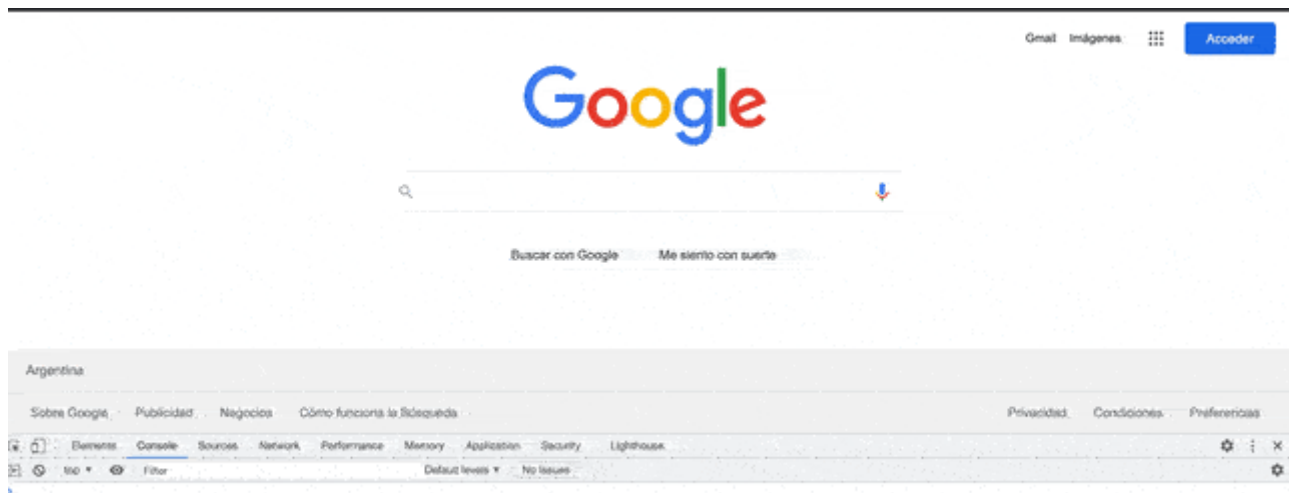 Gmail Imágenes Acceder
Google
Buscar con Google Me siento con suerte
Argentina
Sobre Google Publicidad Negocios Cómo funciona la Búsqueda Privacidad Condiciones Preferencias
Elements Console Sources Network Performance Memory Application Security Lighthouse
top Filter Default levels No Issues